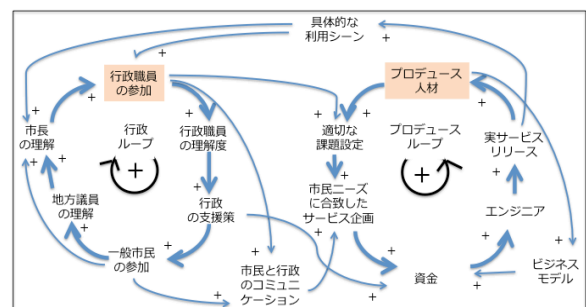 具体的な
利用シーン
行政職員
の参加
プロデュース
人材
市長
の理解
行政
ループ
行政職員
の理解度
適切な
課題設定
プロデュース
ループ
実サービス
リリース
地方議員
の理解
行政
の支援策
市民ニーズ
に合致した
サービス企画
エンジニア
一般市民
の参加
市民と行政
のコミュニ
ケーション
資金
ビジネス
モデル